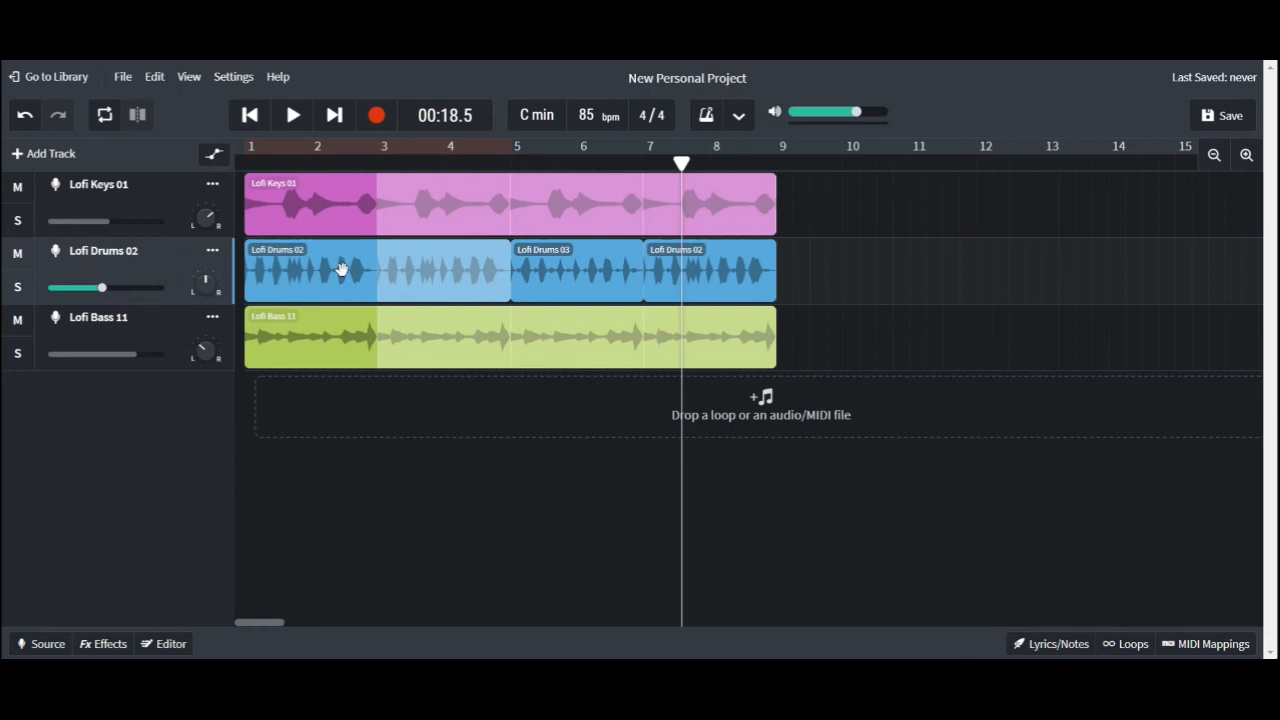 Go to Library File Edit View Settings Help New Personal Project Last Saved: never
00:18.5 C min 85 bpm 4 / 4 Save
+ Add Track 1 2 3 4 5 6 7 8 9 10 11 12 13 14 15
M Lofi Keys 01 ••• Lofi Keys 01
S L R
M Lofi Drums 02 ••• Lofi Drums 02 Lofi Drums 03 Lofi Drums 02
S L R
M Lofi Bass 11 ••• Lofi Bass 11
S L R
+
Drop a loop or an audio/MIDI file
Source Fx Effects Editor Lyrics/Notes Loops MIDI Mappings